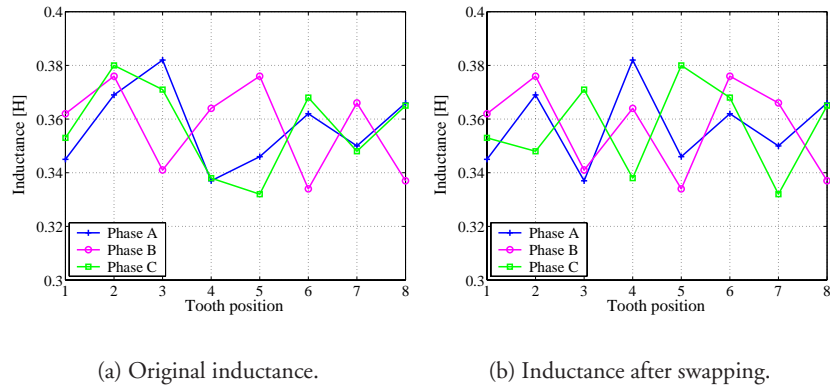 0.4
0.38
0.36
0.34
0.32
0.3
Inductance [H]
Phase A
Phase B
Phase C
1 2 3 4 5 6 7 8
Tooth position
(a) Original inductance.
0.4
0.38
0.36
0.34
0.32
0.3
Inductance [H]
Phase A
Phase B
Phase C
1 2 3 4 5 6 7 8
Tooth position
(b) Inductance after swapping.